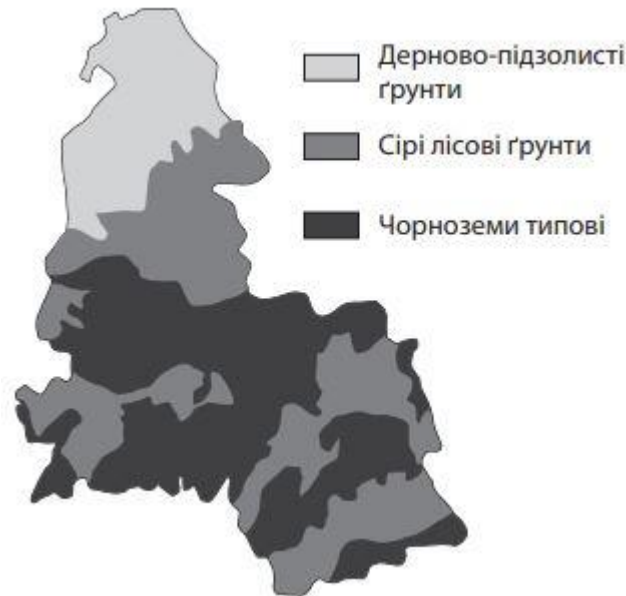 Дерново-підзолисті
ґрунти
Сірі лісові ґрунти
Чорноземи типові